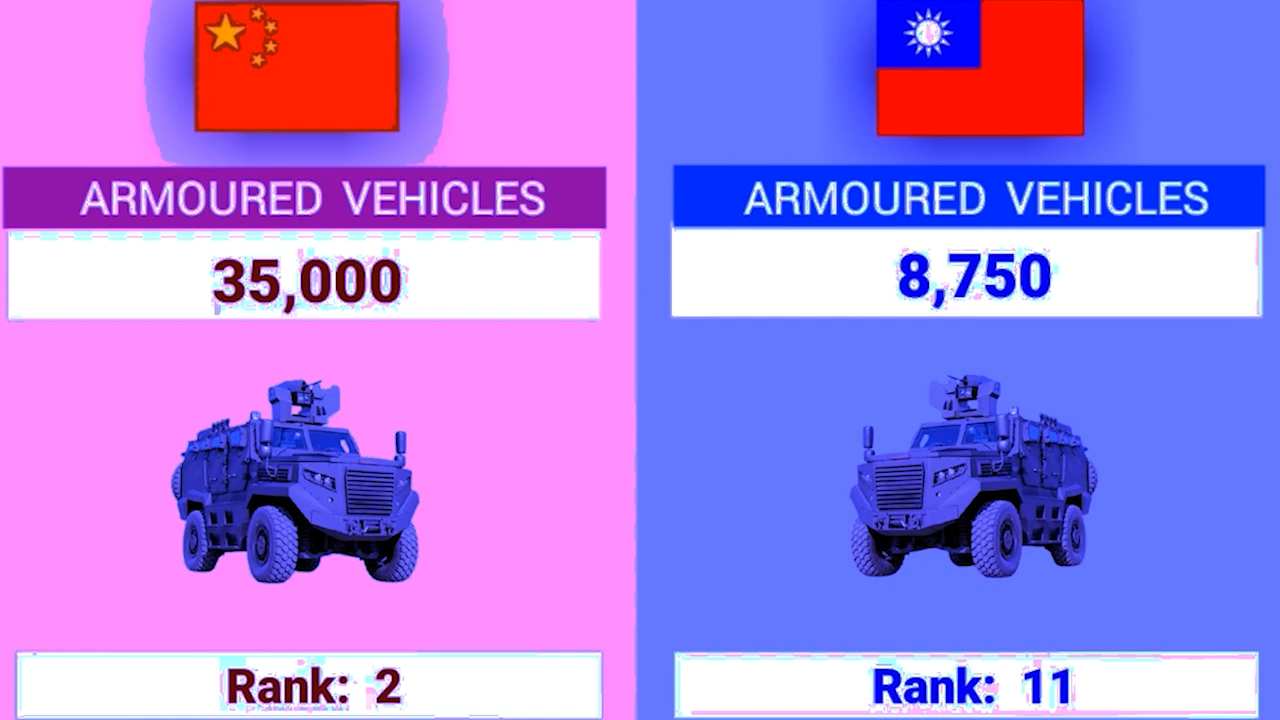 ARMOURED VEHICLES
35,000
Rank: 2
ARMOURED VEHICLES
8,750
Rank: 11